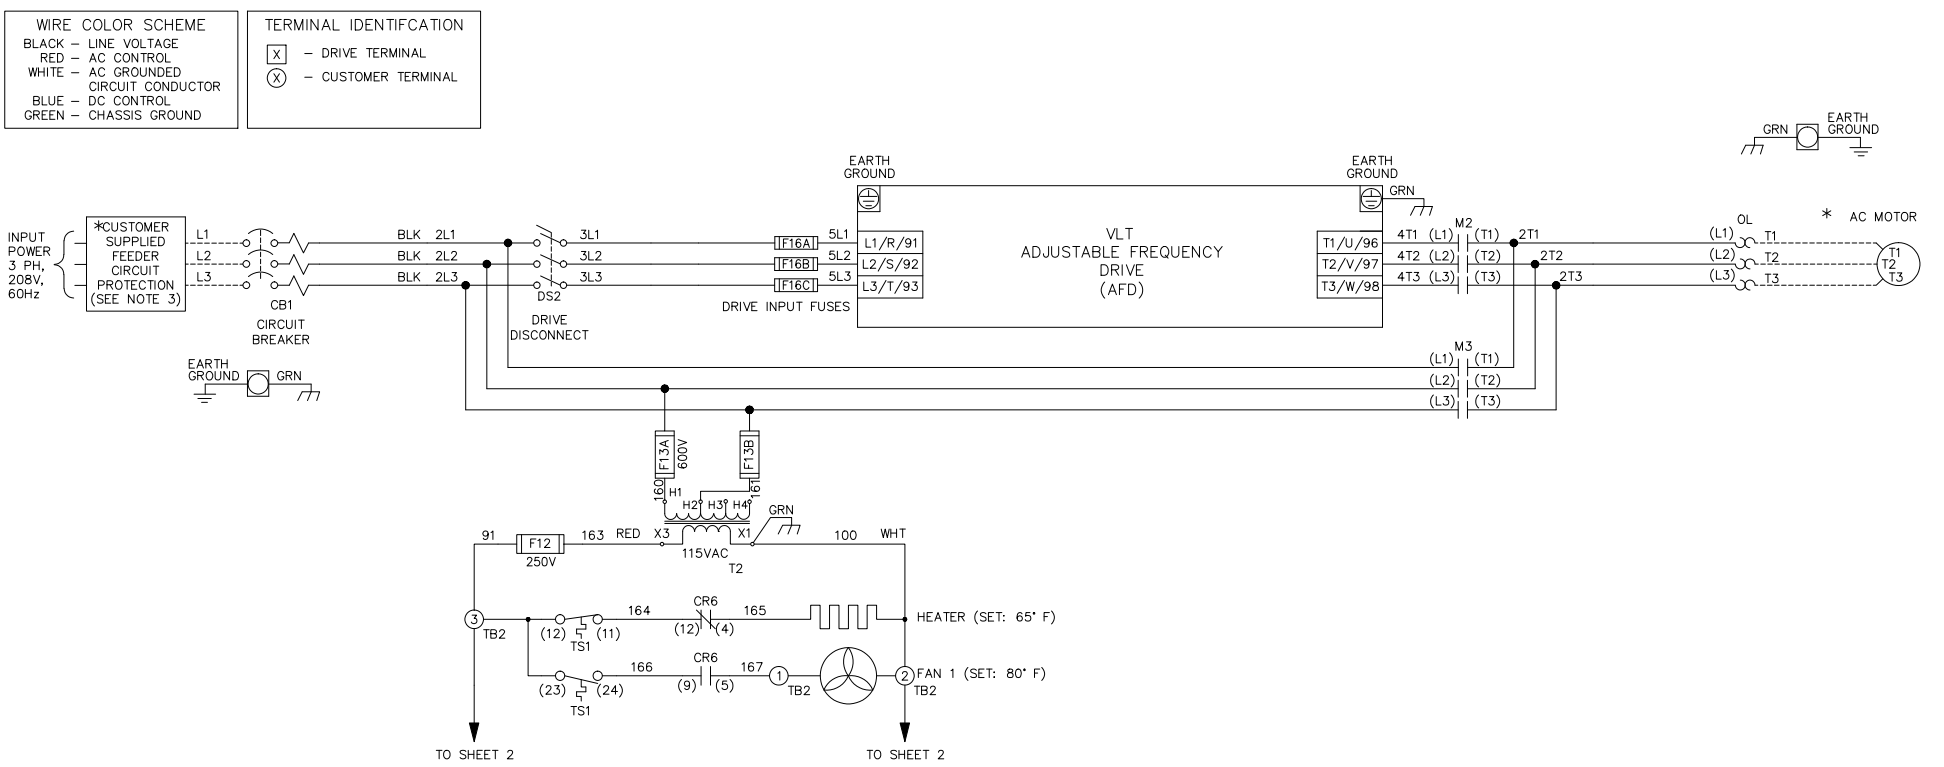 WIRE COLOR SCHEME
BLACK – LINE VOLTAGE
RED – AC CONTROL
WHITE – AC GROUNDED
CIRCUIT CONDUCTOR
BLUE – DC CONTROL
GREEN – CHASSIS GROUND
TERMINAL IDENTIFCATION
X – DRIVE TERMINAL
X – CUSTOMER TERMINAL
GRN
EARTH
GROUND
EARTH
GROUND
EARTH
GROUND
GRN
INPUT
POWER
3 PH,
208V,
60Hz
*CUSTOMER
SUPPLIED
FEEDER
CIRCUIT
PROTECTION
(SEE NOTE 3)
L1
L2
L3
CB1
CIRCUIT
BREAKER
BLK 2L1
BLK 2L2
BLK 2L3
3L1
3L2
3L3
DS2
DRIVE
DISCONNECT
F16A
F16B
F16C
DRIVE INPUT FUSES
5L1
5L2
5L3
L1/R/91
L2/S/92
L3/T/93
VLT
ADJUSTABLE FREQUENCY
DRIVE
(AFD)
T1/U/96
T2/V/97
T3/W/98
4T1 (L1) M2 (T1) 2T1
4T2 (L2) (T2) 2T2
4T3 (L3) (T3) 2T3
OL
(L1) T1
(L2) T2
(L3) T3
* AC MOTOR
T1
T2
T3
M3
(L1) (T1)
(L2) (T2)
(L3) (T3)
EARTH
GROUND
GRN
F13A
600V
F13B
160
161
H1
H2 H3 H4
GRN
91
F12
250V
163 RED X3
X1
100 WHT
115VAC
T2
3
TB2
(12) (11)
TS1
164
CR6
(12) (4)
165
HEATER (SET: 65° F)
(23) (24)
TS1
166
CR6
(9) (5)
167
1
TB2
2
TB2
FAN 1 (SET: 80° F)
TO SHEET 2
TO SHEET 2